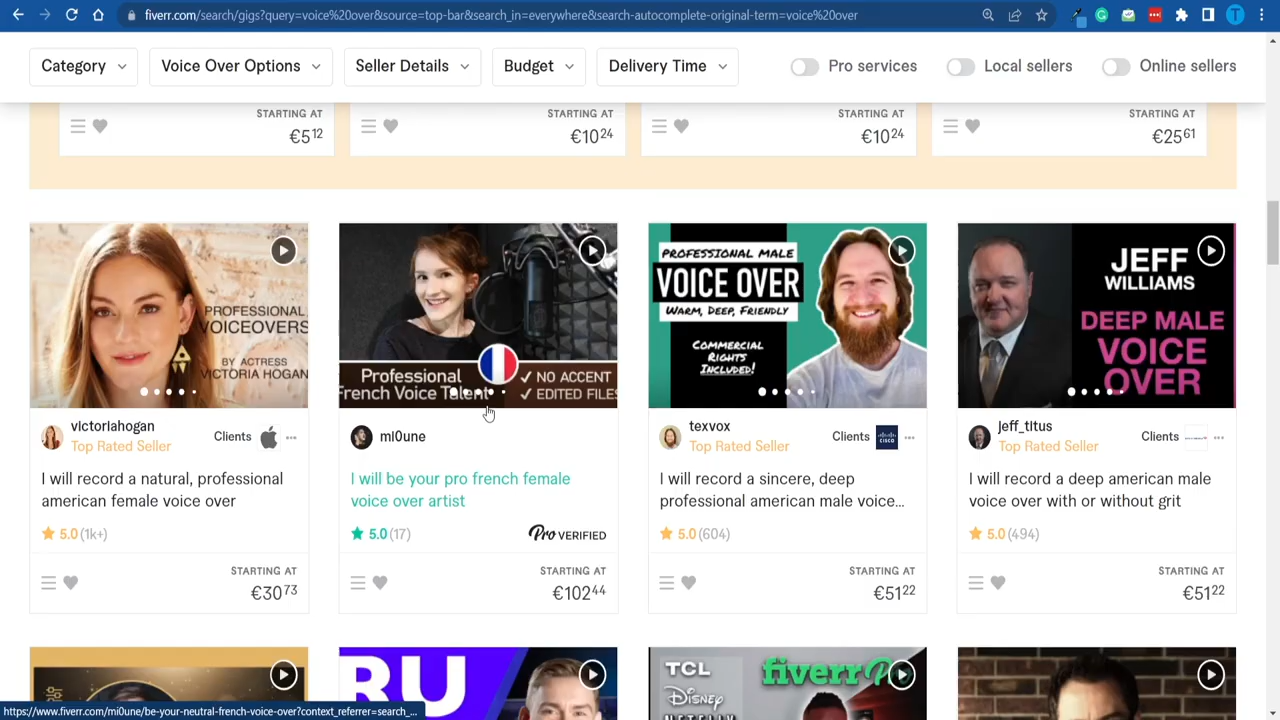 fiverr.com/search/gigs?query=voice%20over&source=top-bar&search_in=everywhere&search-autocomplete-original-term=voice%20over
T
Category
Voice Over Options
Seller Details
Budget
Delivery Time
Pro services
Local sellers
Online sellers
STARTING AT
€5 12
STARTING AT
€10 24
STARTING AT
€10 24
STARTING AT
€25 61
PROFESSIONAL
VOICEOVERS
BY ACTRESS
VICTORIA HOGAN
victoriahogan
Top Rated Seller
Clients
I will record a natural, professional
american female voice over
5.0 (1k+)
STARTING AT
€30 73
Professional
French Voice Talent
✓ NO ACCENT
✓ EDITED FILES
mi0une
I will be your pro french female
voice over artist
5.0 (17)
Pro VERIFIED
STARTING AT
€102 44
PROFESSIONAL MALE
VOICE OVER
WARM, DEEP, FRIENDLY
COMMERCIAL
RIGHTS
INCLUDED!
texvox
Top Rated Seller
Clients
CISCO
I will record a sincere, deep
professional american male voice...
5.0 (604)
STARTING AT
€51 22
JEFF
WILLIAMS
DEEP MALE
VOICE
OVER
jeff_titus
Top Rated Seller
Clients
I will record a deep american male
voice over with or without grit
5.0 (494)
STARTING AT
€51 22
RU
TCL
DISNEY
NETFLIX
fiverr
https://www.fiverr.com/mi0une/be-your-neutral-french-voice-over?context_referrer=search_...